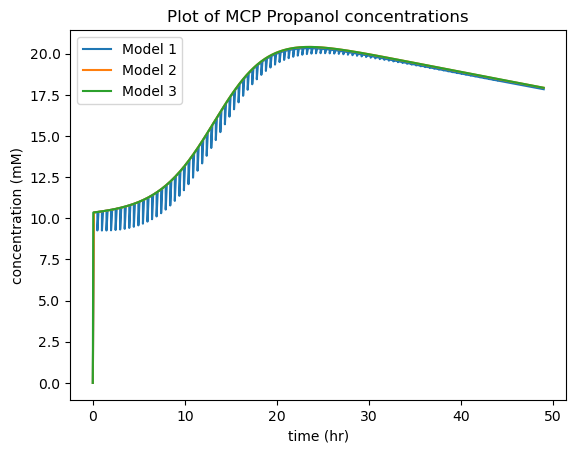 Plot of MCP Propanol concentrations
Model 1
Model 2
Model 3
concentration (mM)
20.0
17.5
15.0
12.5
10.0
7.5
5.0
2.5
0.0
0 10 20 30 40 50
time (hr)